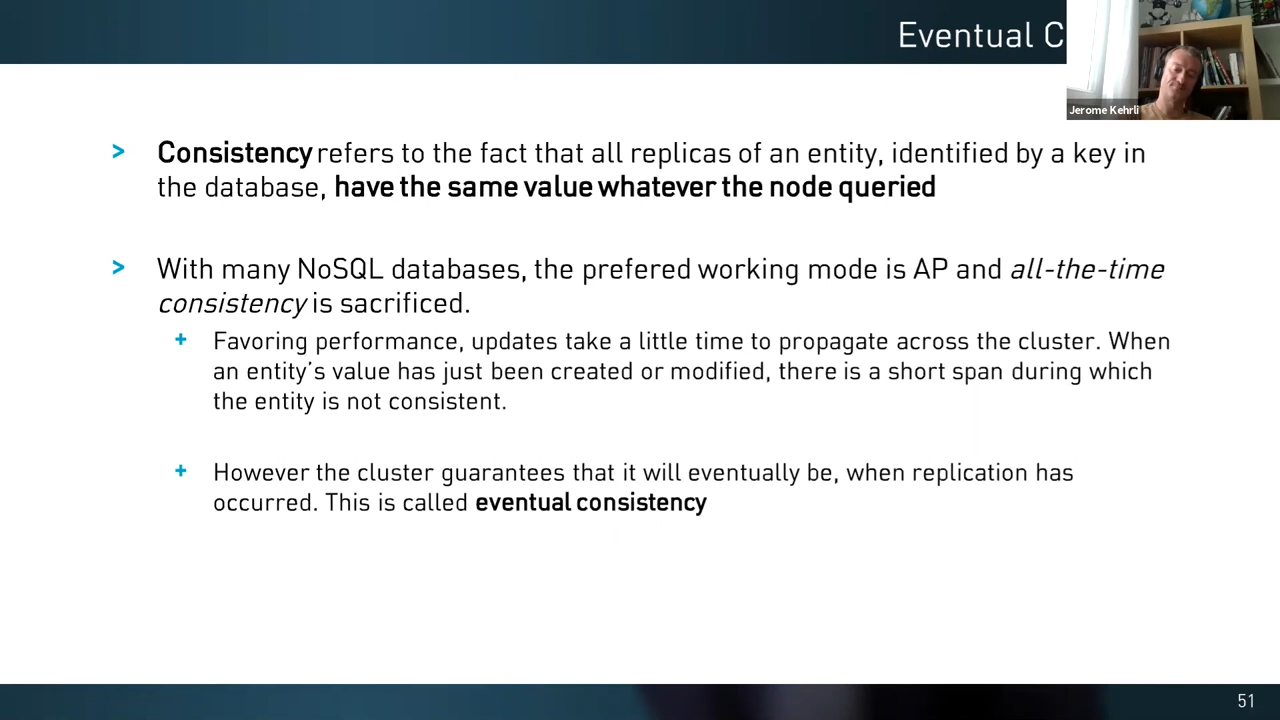 Eventual C
Jerome Kehrli
> Consistency refers to the fact that all replicas of an entity, identified by a key in
the database, have the same value whatever the node queried
> With many NoSQL databases, the prefered working mode is AP and all-the-time
consistency is sacrificed.
+ Favoring performance, updates take a little time to propagate across the cluster. When
an entity's value has just been created or modified, there is a short span during which
the entity is not consistent.
+ However the cluster guarantees that it will eventually be, when replication has
occurred. This is called eventual consistency
51